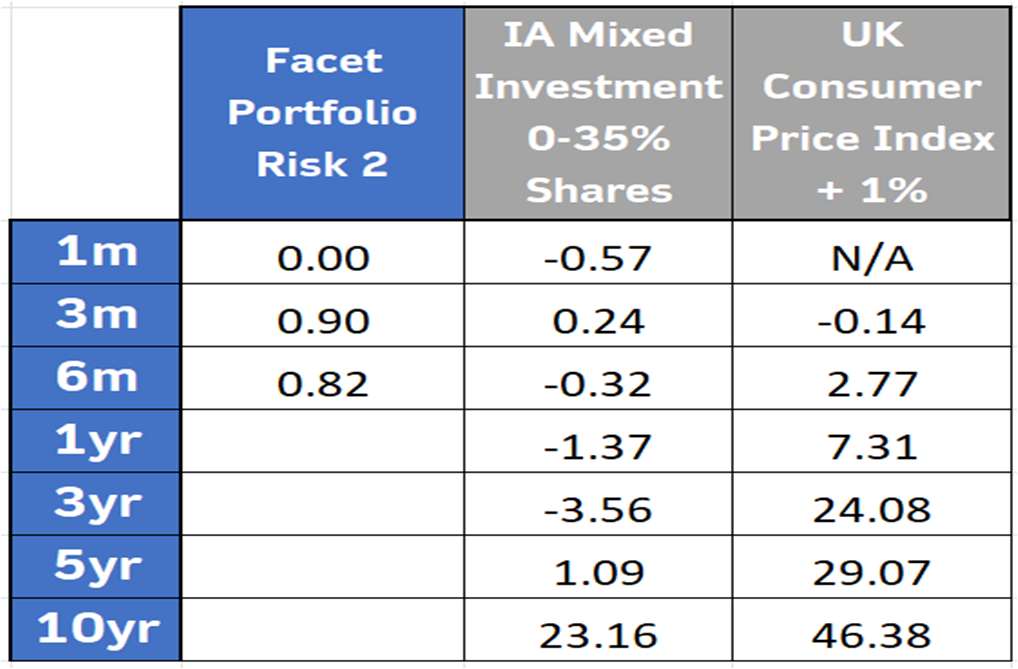 Facet
Portfolio
Risk 2
IA Mixed
Investment
0-35%
Shares
UK
Consumer
Price Index
+ 1%
1m 0.00 -0.57 N/A
3m 0.90 0.24 -0.14
6m 0.82 -0.32 2.77
1yr -1.37 7.31
3yr -3.56 24.08
5yr 1.09 29.07
10yr 23.16 46.38